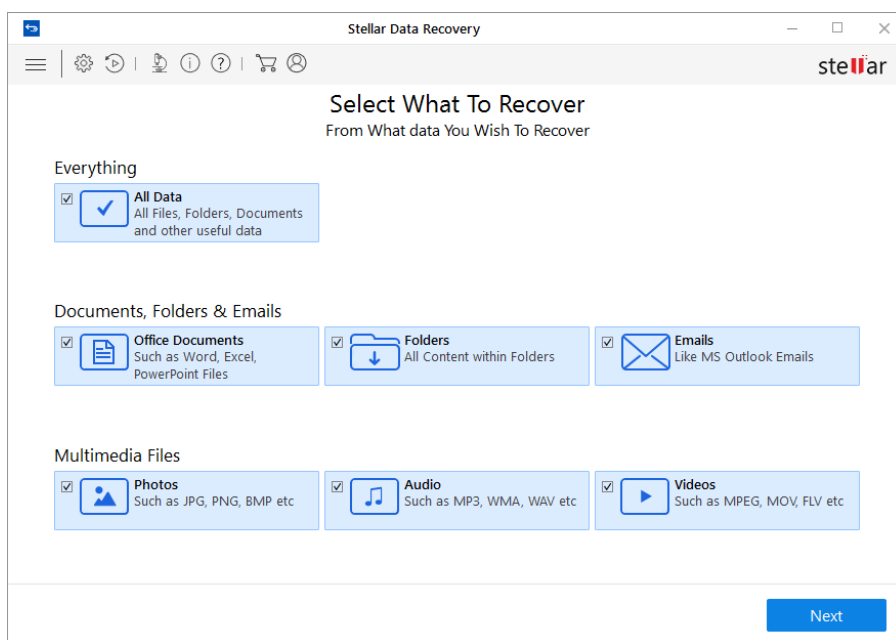 Stellar Data Recovery
stellar
Select What To Recover
From What data You Wish To Recover
Everything
All Data
All Files, Folders, Documents
and other useful data
Documents, Folders & Emails
Office Documents
Such as Word, Excel,
PowerPoint Files
Folders
All Content within Folders
Emails
Like MS Outlook Emails
Multimedia Files
Photos
Such as JPG, PNG, BMP etc
Audio
Such as MP3, WMA, WAV etc
Videos
Such as MPEG, MOV, FLV etc
Next